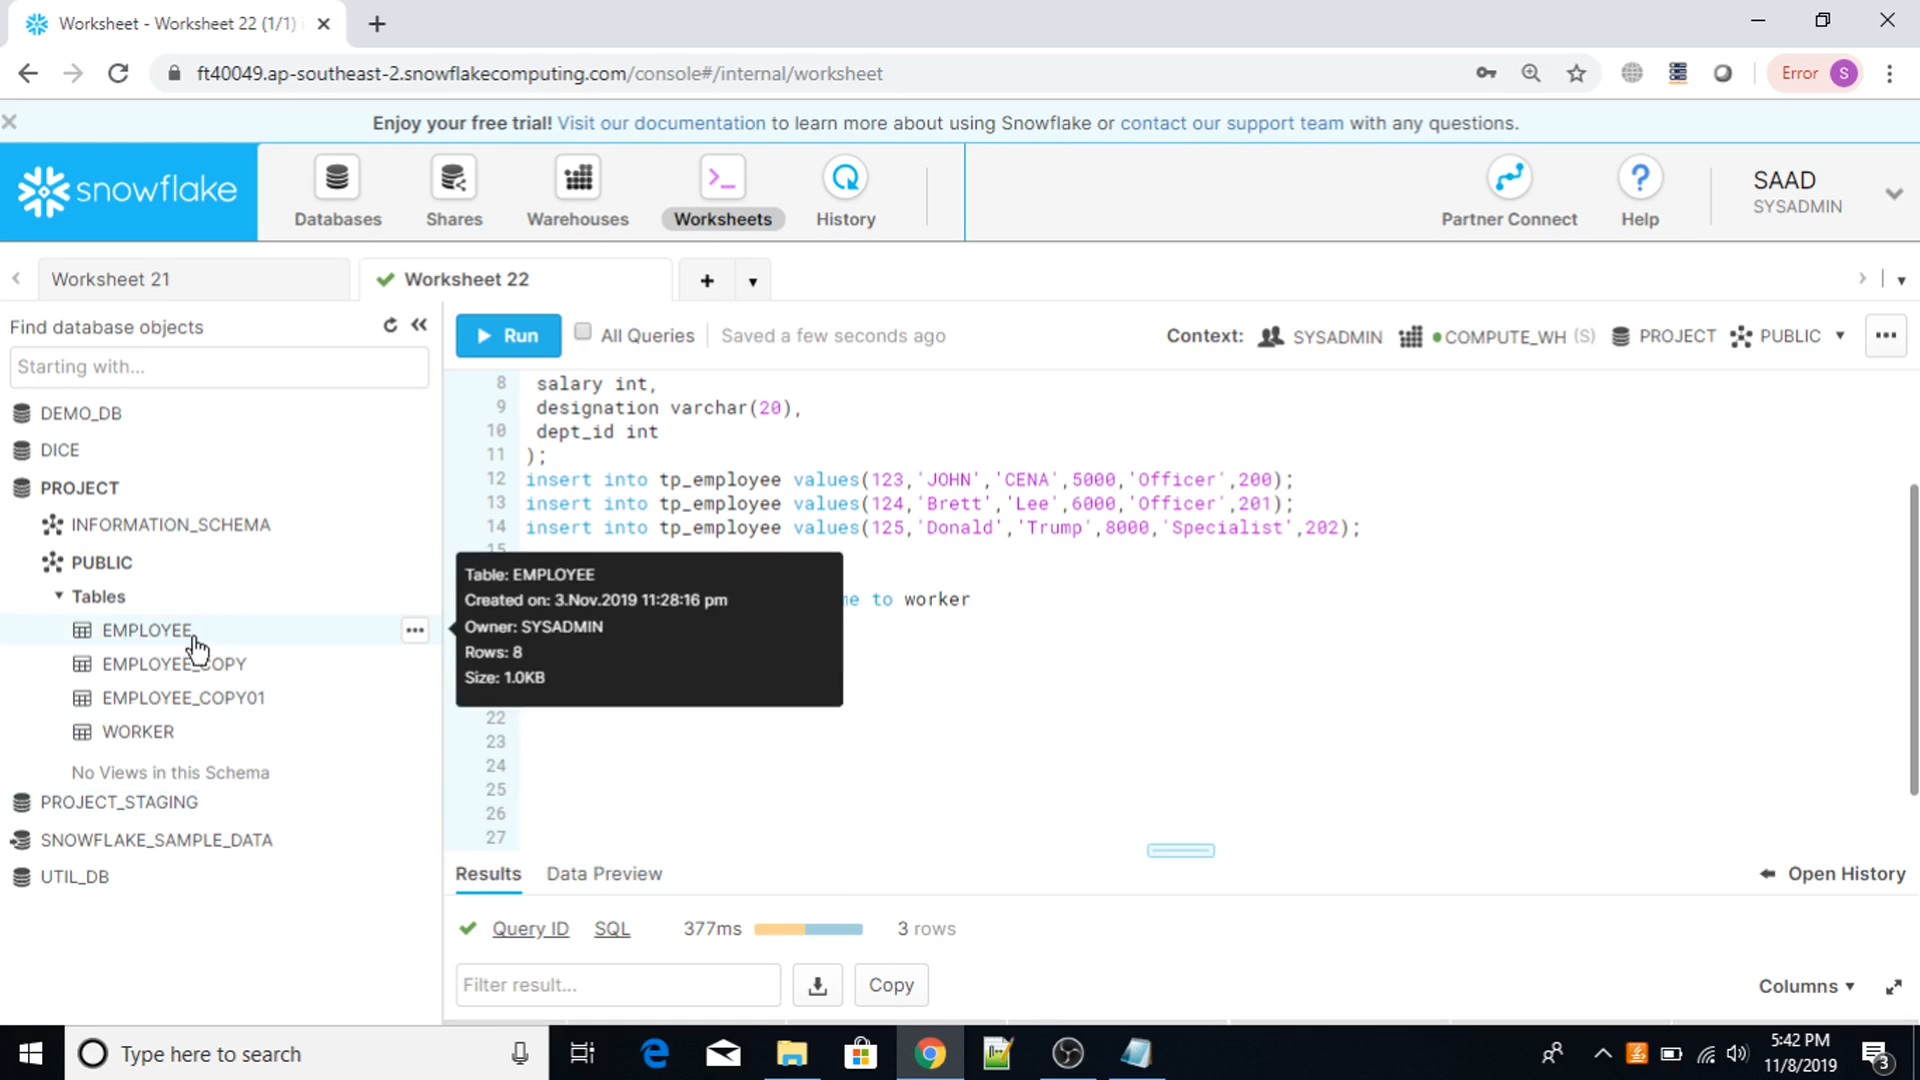 Worksheet - Worksheet 22 (1/1)
ft40049.ap-southeast-2.snowflakecomputing.com/console#/internal/worksheet
Error S
Enjoy your free trial! Visit our documentation to learn more about using Snowflake or contact our support team with any questions.
snowflake
Databases
Shares
Warehouses
Worksheets
History
Partner Connect
Help
SAAD
SYSADMIN
Worksheet 21
Worksheet 22
Find database objects
Starting with...
DEMO_DB
DICE
PROJECT
INFORMATION_SCHEMA
PUBLIC
Tables
EMPLOYEE
EMPLOYEE_COPY
EMPLOYEE_COPY01
WORKER
No Views in this Schema
PROJECT_STAGING
SNOWFLAKE_SAMPLE_DATA
UTIL_DB
Run
All Queries
Saved a few seconds ago
Context: SYSADMIN COMPUTE_WH (S) PROJECT PUBLIC
8 salary int,
9 designation varchar(20),
10 dept_id int
11 );
12 insert into tp_employee values(123,'JOHN','CENA',5000,'Officer',200);
13 insert into tp_employee values(124,'Brett','Lee',6000,'Officer',201);
14 insert into tp_employee values(125,'Donald','Trump',8000,'Specialist',202);
15
me to worker
Table: EMPLOYEE
Created on: 3.Nov.2019 11:28:16 pm
Owner: SYSADMIN
Rows: 8
Size: 1.0KB
22
23
24
25
26
27
Results
Data Preview
Open History
Query ID SQL 377ms 3 rows
Filter result...
Copy
Columns
Type here to search
5:42 PM
11/8/2019
3